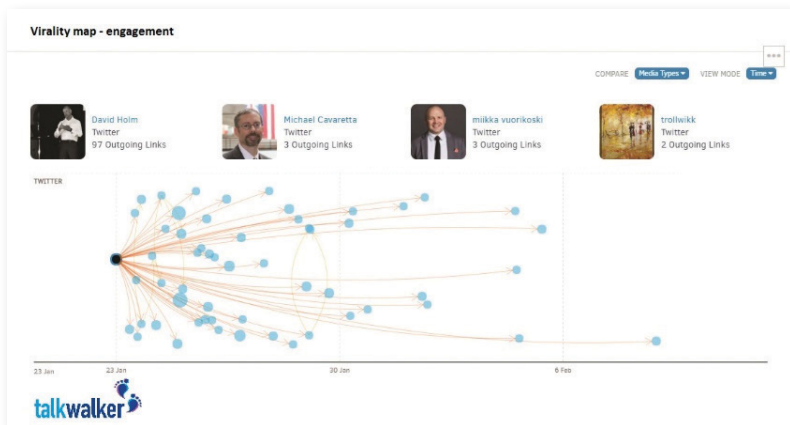 Virality map - engagement
COMPARE Media Types VIEW MODE Time
David Holm
Twitter
97 Outgoing Links
Michael Cavaretta
Twitter
3 Outgoing Links
miikka vuorikoski
Twitter
3 Outgoing Links
trollwikk
Twitter
2 Outgoing Links
TWITTER
23 Jan
23 Jan
30 Jan
6 Feb
talkwalker